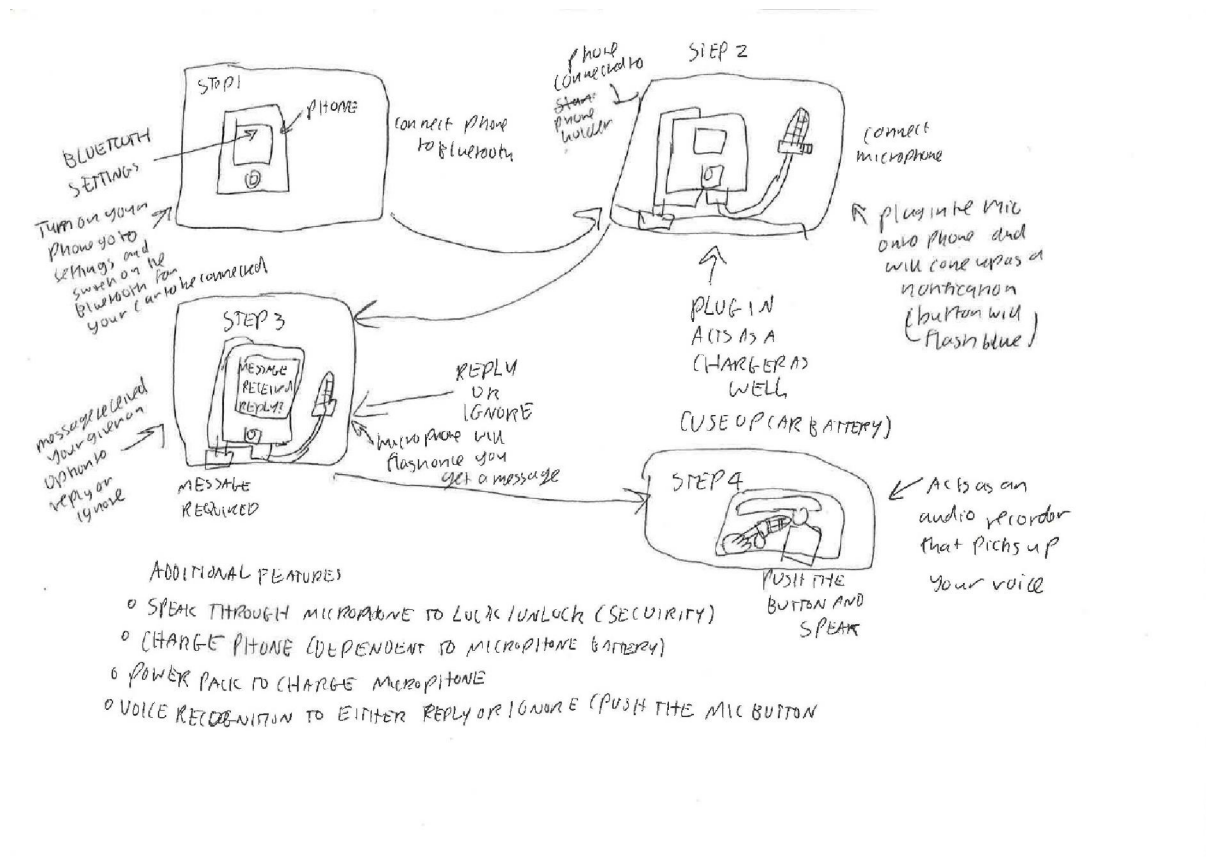 STEP 1
PHONE
BLUETOOTH
SETTINGS
connect phone
to Bluetooth
Turn on your
phone go to
settings and
switch on the
Bluetooth for
your car to be connected
STEP 2
phone
connected to
phone
holder
connect
microphone
plug in the mic
onto phone and
will come up as a
notification
(button will
flash blue)
PLUG IN
ACTS AS A
CHARGER AS
WELL
(USE UP CAR BATTERY)
STEP 3
MESSAGE
RECEIVED
REPLY?
REPLY
OR
IGNORE
microphone will
flash once you
get a message
message received
your given an
option to
reply or
ignore
MESSAGE
REQUIRED
STEP 4
Acts as an
audio recorder
that picks up
your voice
PUSH THE
BUTTON AND
SPEAK
ADDITIONAL FEATURES
o SPEAK THROUGH MICROPHONE TO LOCK/UNLOCK (SECUIRITY)
o CHARGE PHONE (DEPENDENT TO MICROPHONE BATTERY)
o POWER PACK TO CHARGE MICROPHONE
o VOICE RECOGNITION TO EITHER REPLY OR IGNORE (PUSH THE MIC BUTTON